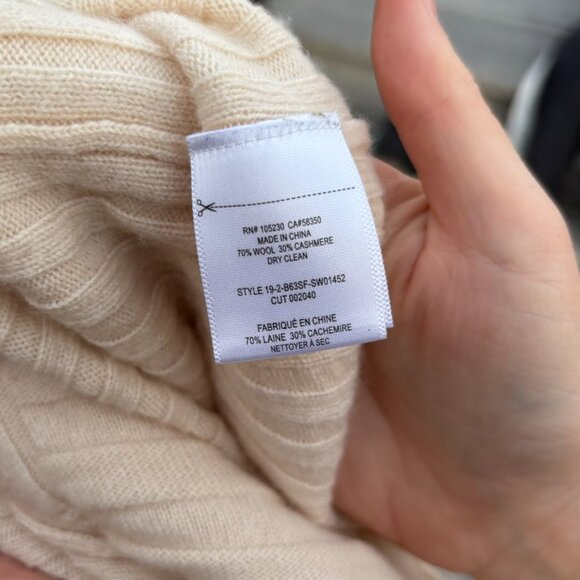 RN# 105230 CA#58350
MADE IN CHINA
70% WOOL 30% CASHMERE
DRY CLEAN
STYLE 19-2-B63SF-SW01452
CUT 002040
FABRIQUÉ EN CHINE
70% LAINE 30% CACHEMIRE
NETTOYER À SEC